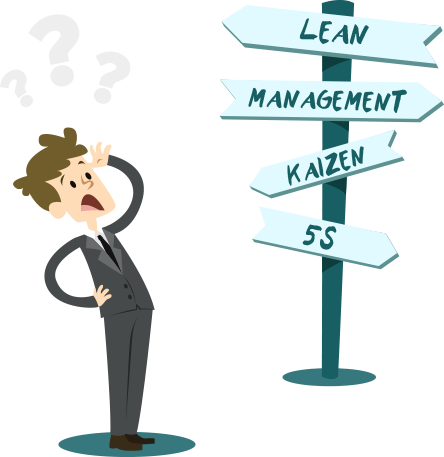 LEAN
MANAGEMENT
KAIZEN
5S
???